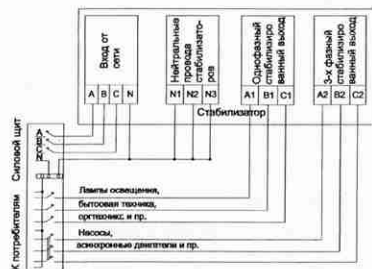 Вход от
сети
Нейтральные
провода
стабилизато-
ров
Однофазный
стабилизиро
ванный выход
3-х фазный
стабилизиро
ванный выход
A B C N
N1 N2 N3
A1 B1 C1
A2 B2 C2
Стабилизатор
Силовой щит
A
B
C
N
К потребителям
Лампы освещения,
бытовая техника,
оргтехникс и пр.
Насосы,
асинхронные двигатели и пр.